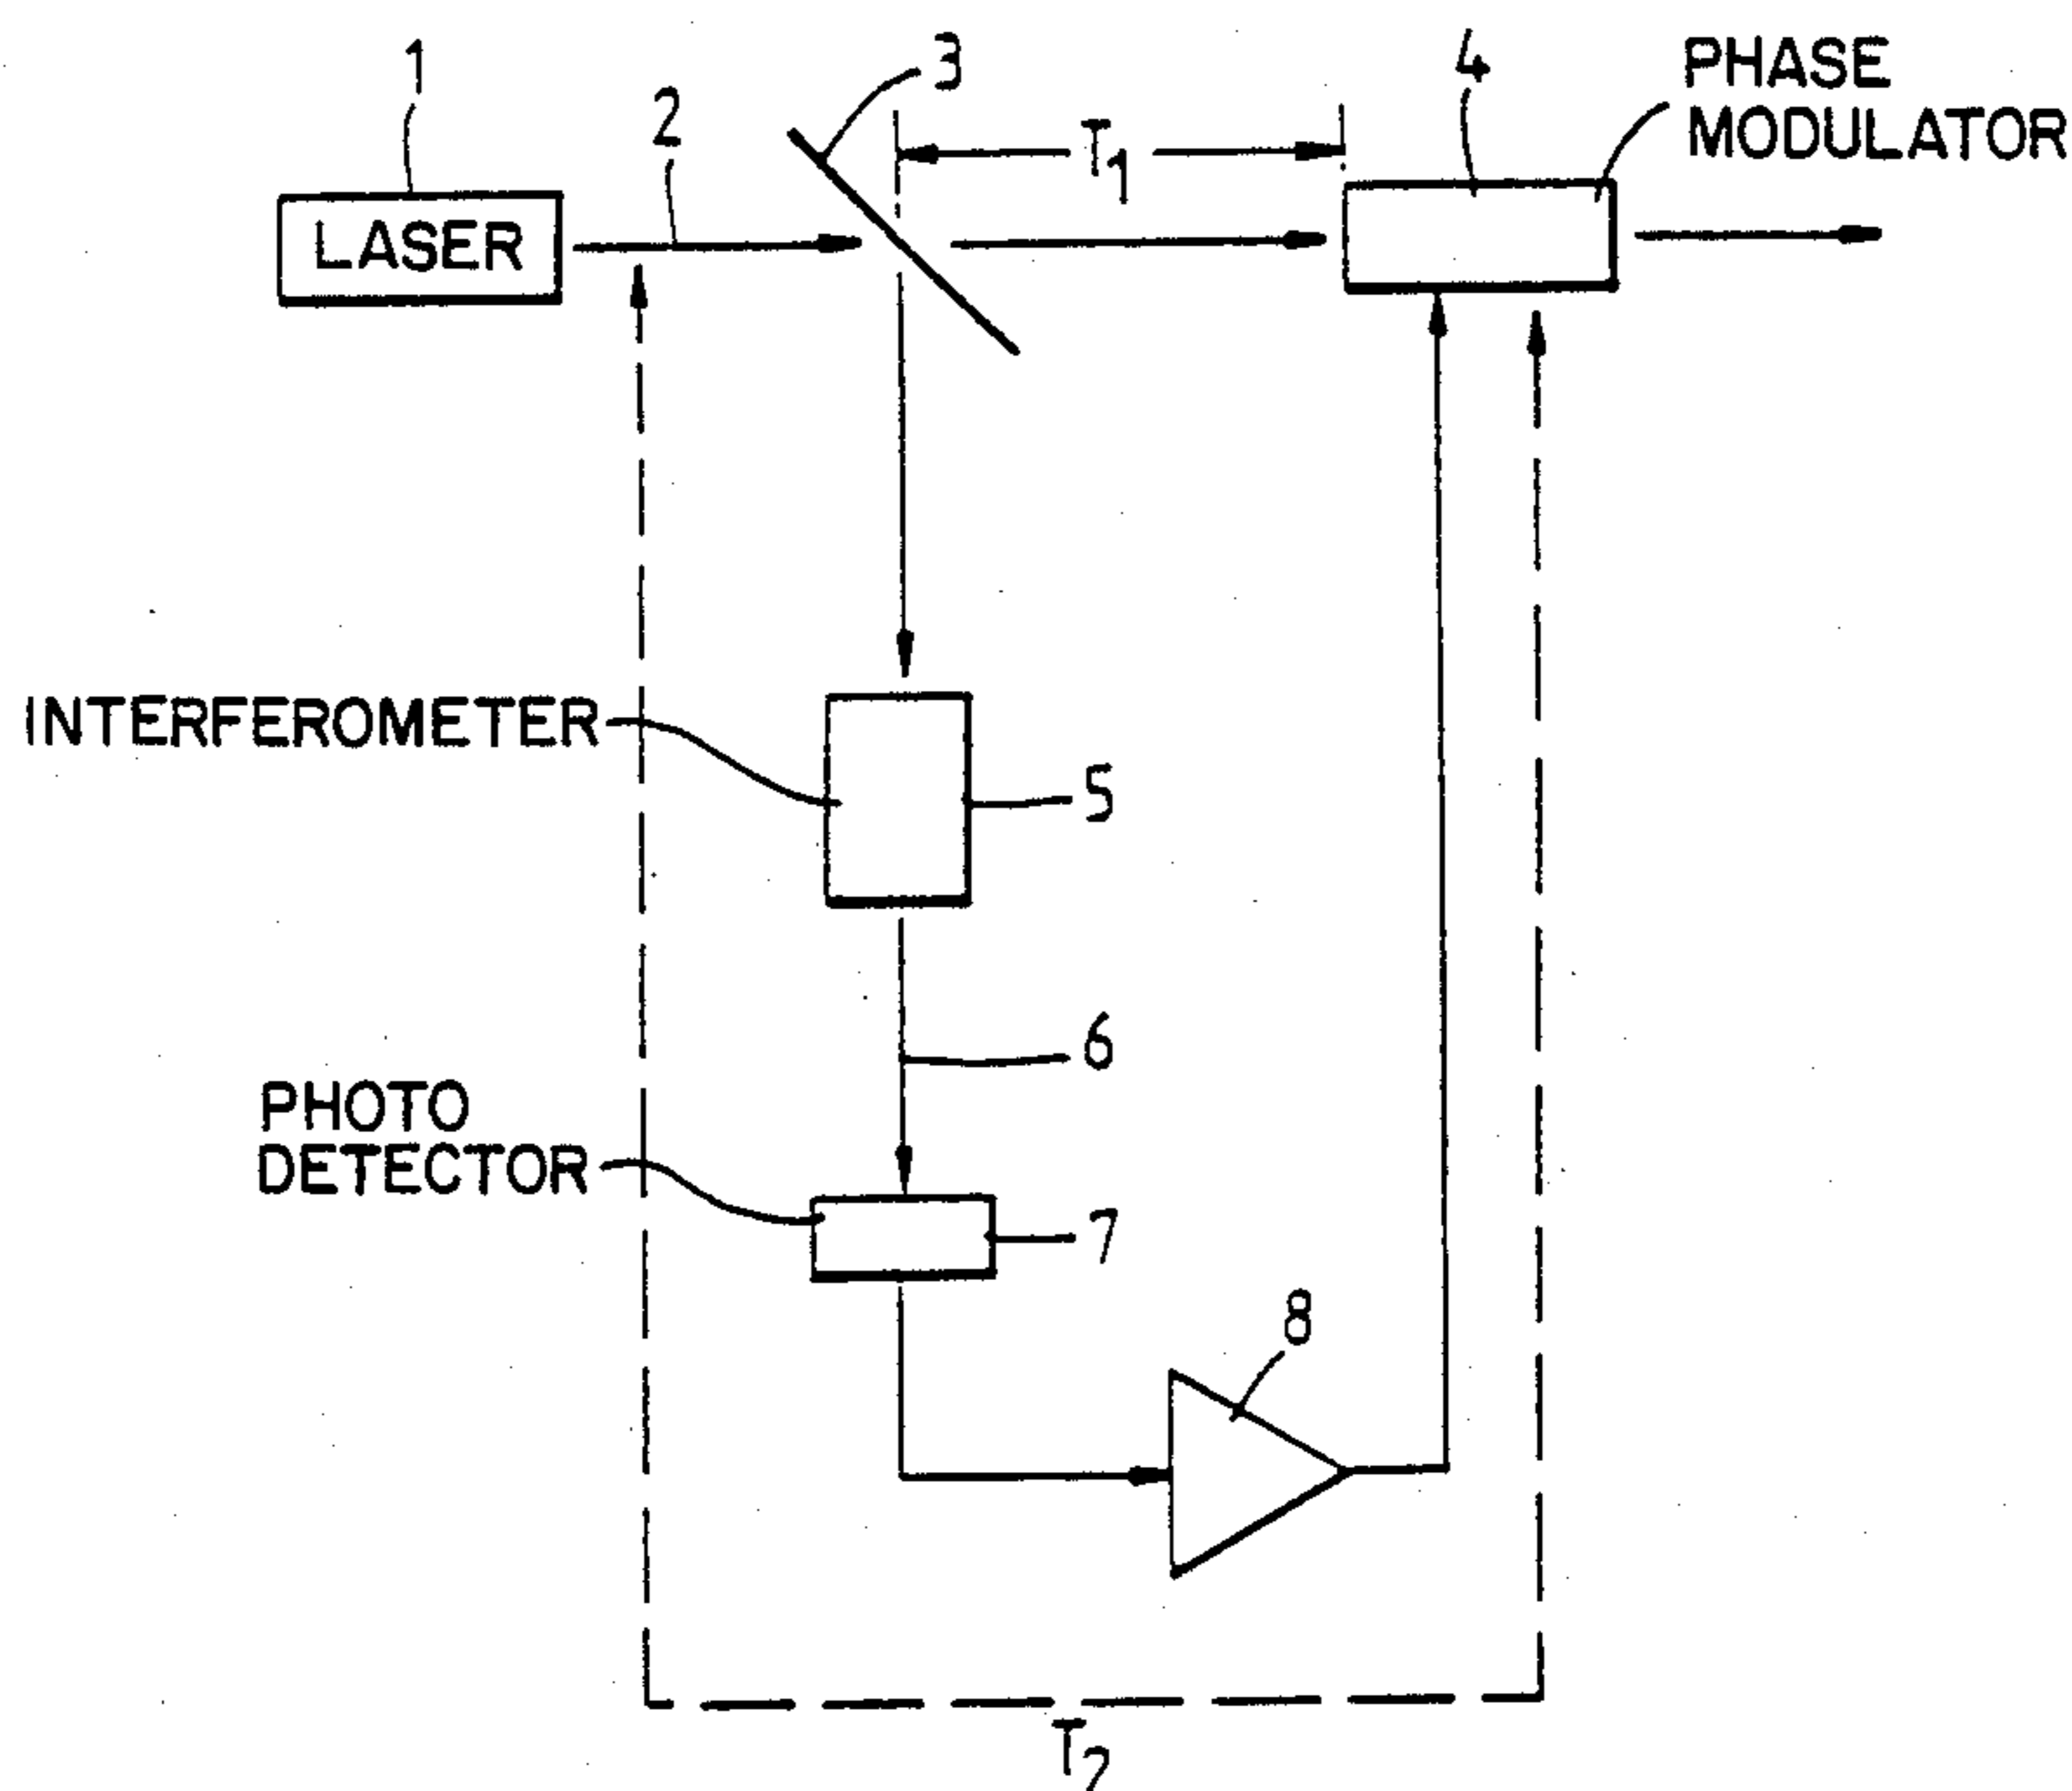 1
2
3
T1
4
PHASE
MODULATOR
LASER
INTERFEROMETER
5
6
PHOTO
DETECTOR
7
8
T2